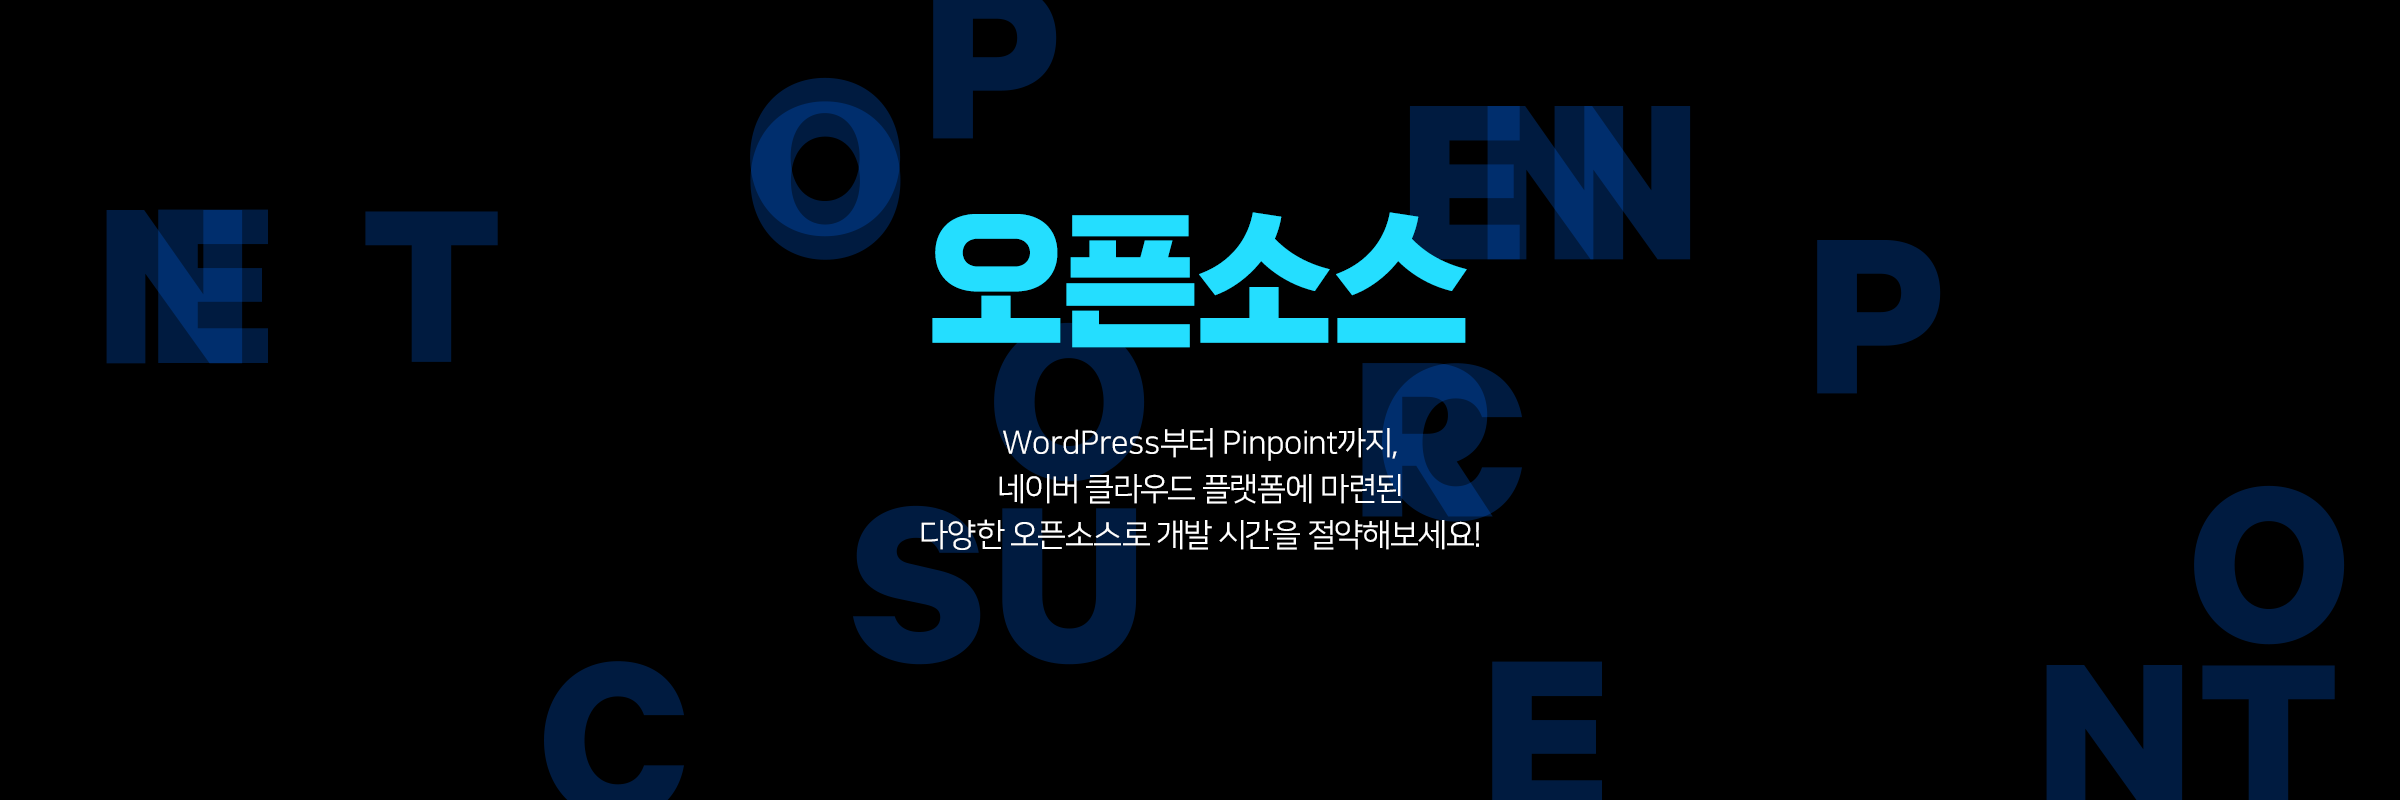 P
O
O
E
N
N
N
E
T
오픈소스
P
O
R
C
WordPress부터 Pinpoint까지,
네이버 클라우드 플랫폼에 마련된
다양한 오픈소스로 개발 시간을 절약해보세요!
S
U
O
C
E
N
T